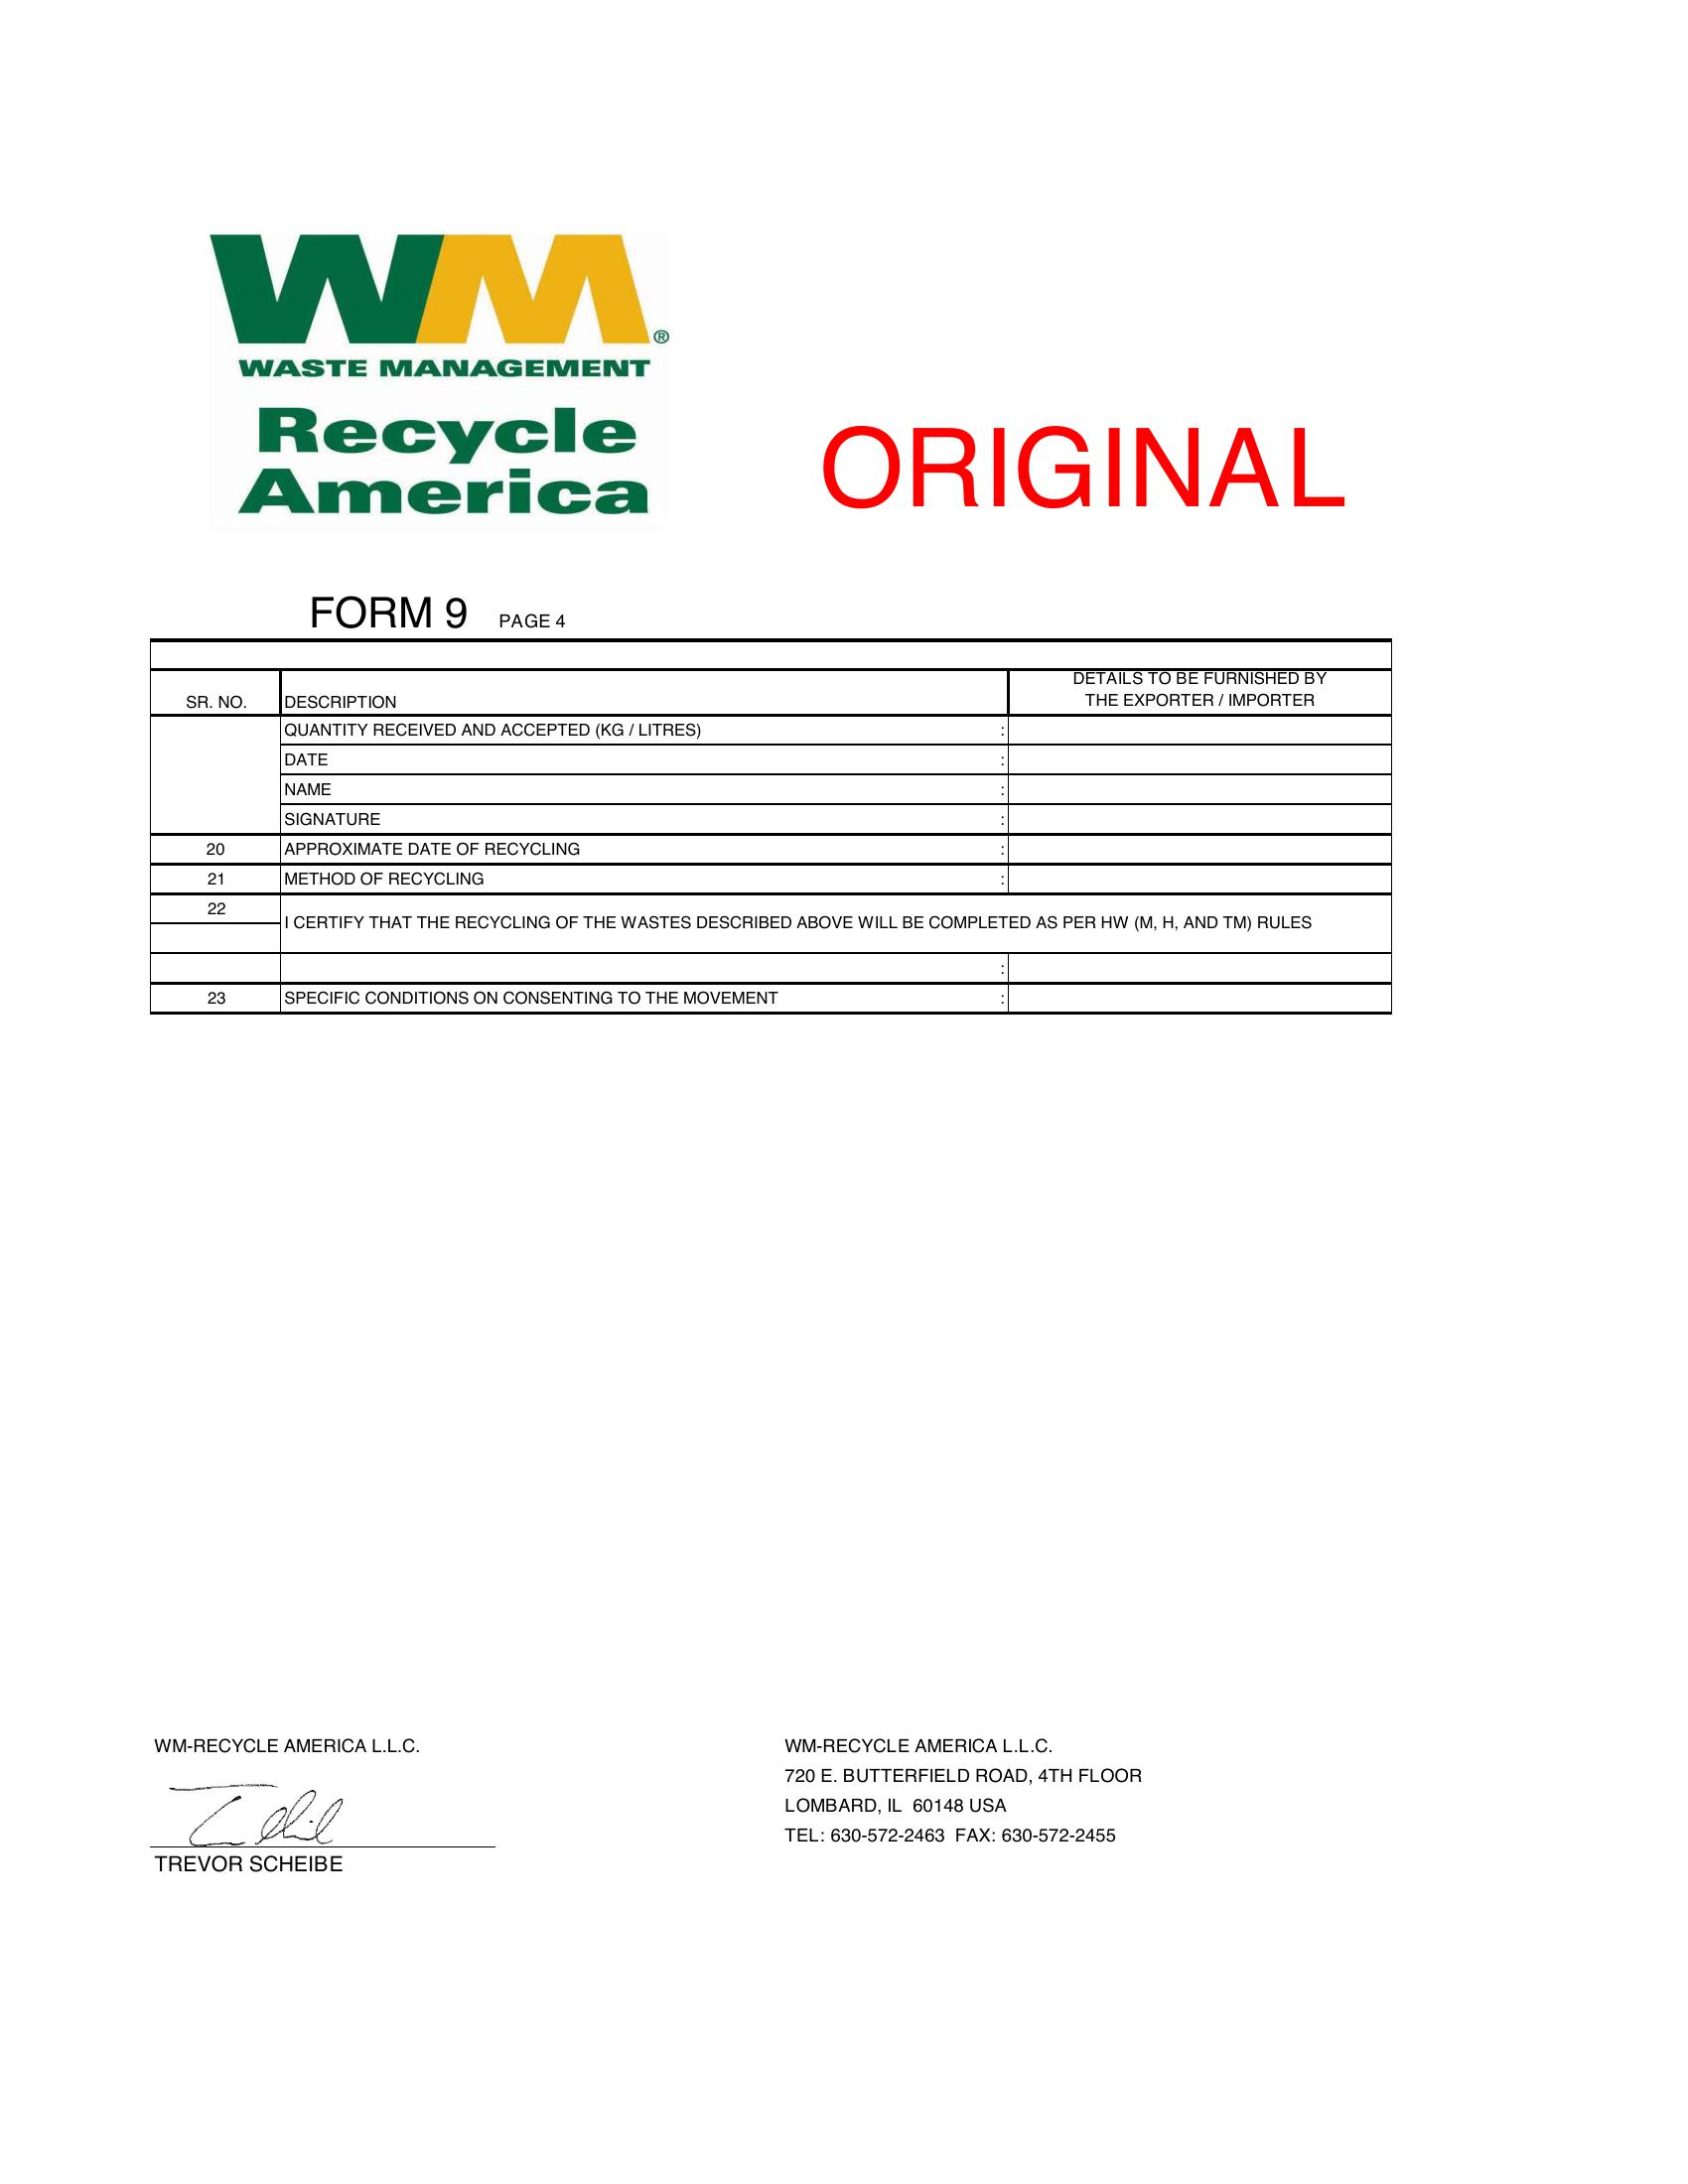 WM®
WASTE MANAGEMENT
Recycle
America
ORIGINAL
FORM 9 PAGE 4
SR. NO. DESCRIPTION DETAILS TO BE FURNISHED BY
THE EXPORTER / IMPORTER
QUANTITY RECEIVED AND ACCEPTED (KG / LITRES) :
DATE :
NAME :
SIGNATURE :
20 APPROXIMATE DATE OF RECYCLING :
21 METHOD OF RECYCLING :
22 I CERTIFY THAT THE RECYCLING OF THE WASTES DESCRIBED ABOVE WILL BE COMPLETED AS PER HW (M, H, AND TM) RULES
:
23 SPECIFIC CONDITIONS ON CONSENTING TO THE MOVEMENT :
WM-RECYCLE AMERICA L.L.C.
TREVOR SCHEIBE
WM-RECYCLE AMERICA L.L.C.
720 E. BUTTERFIELD ROAD, 4TH FLOOR
LOMBARD, IL 60148 USA
TEL: 630-572-2463 FAX: 630-572-2455